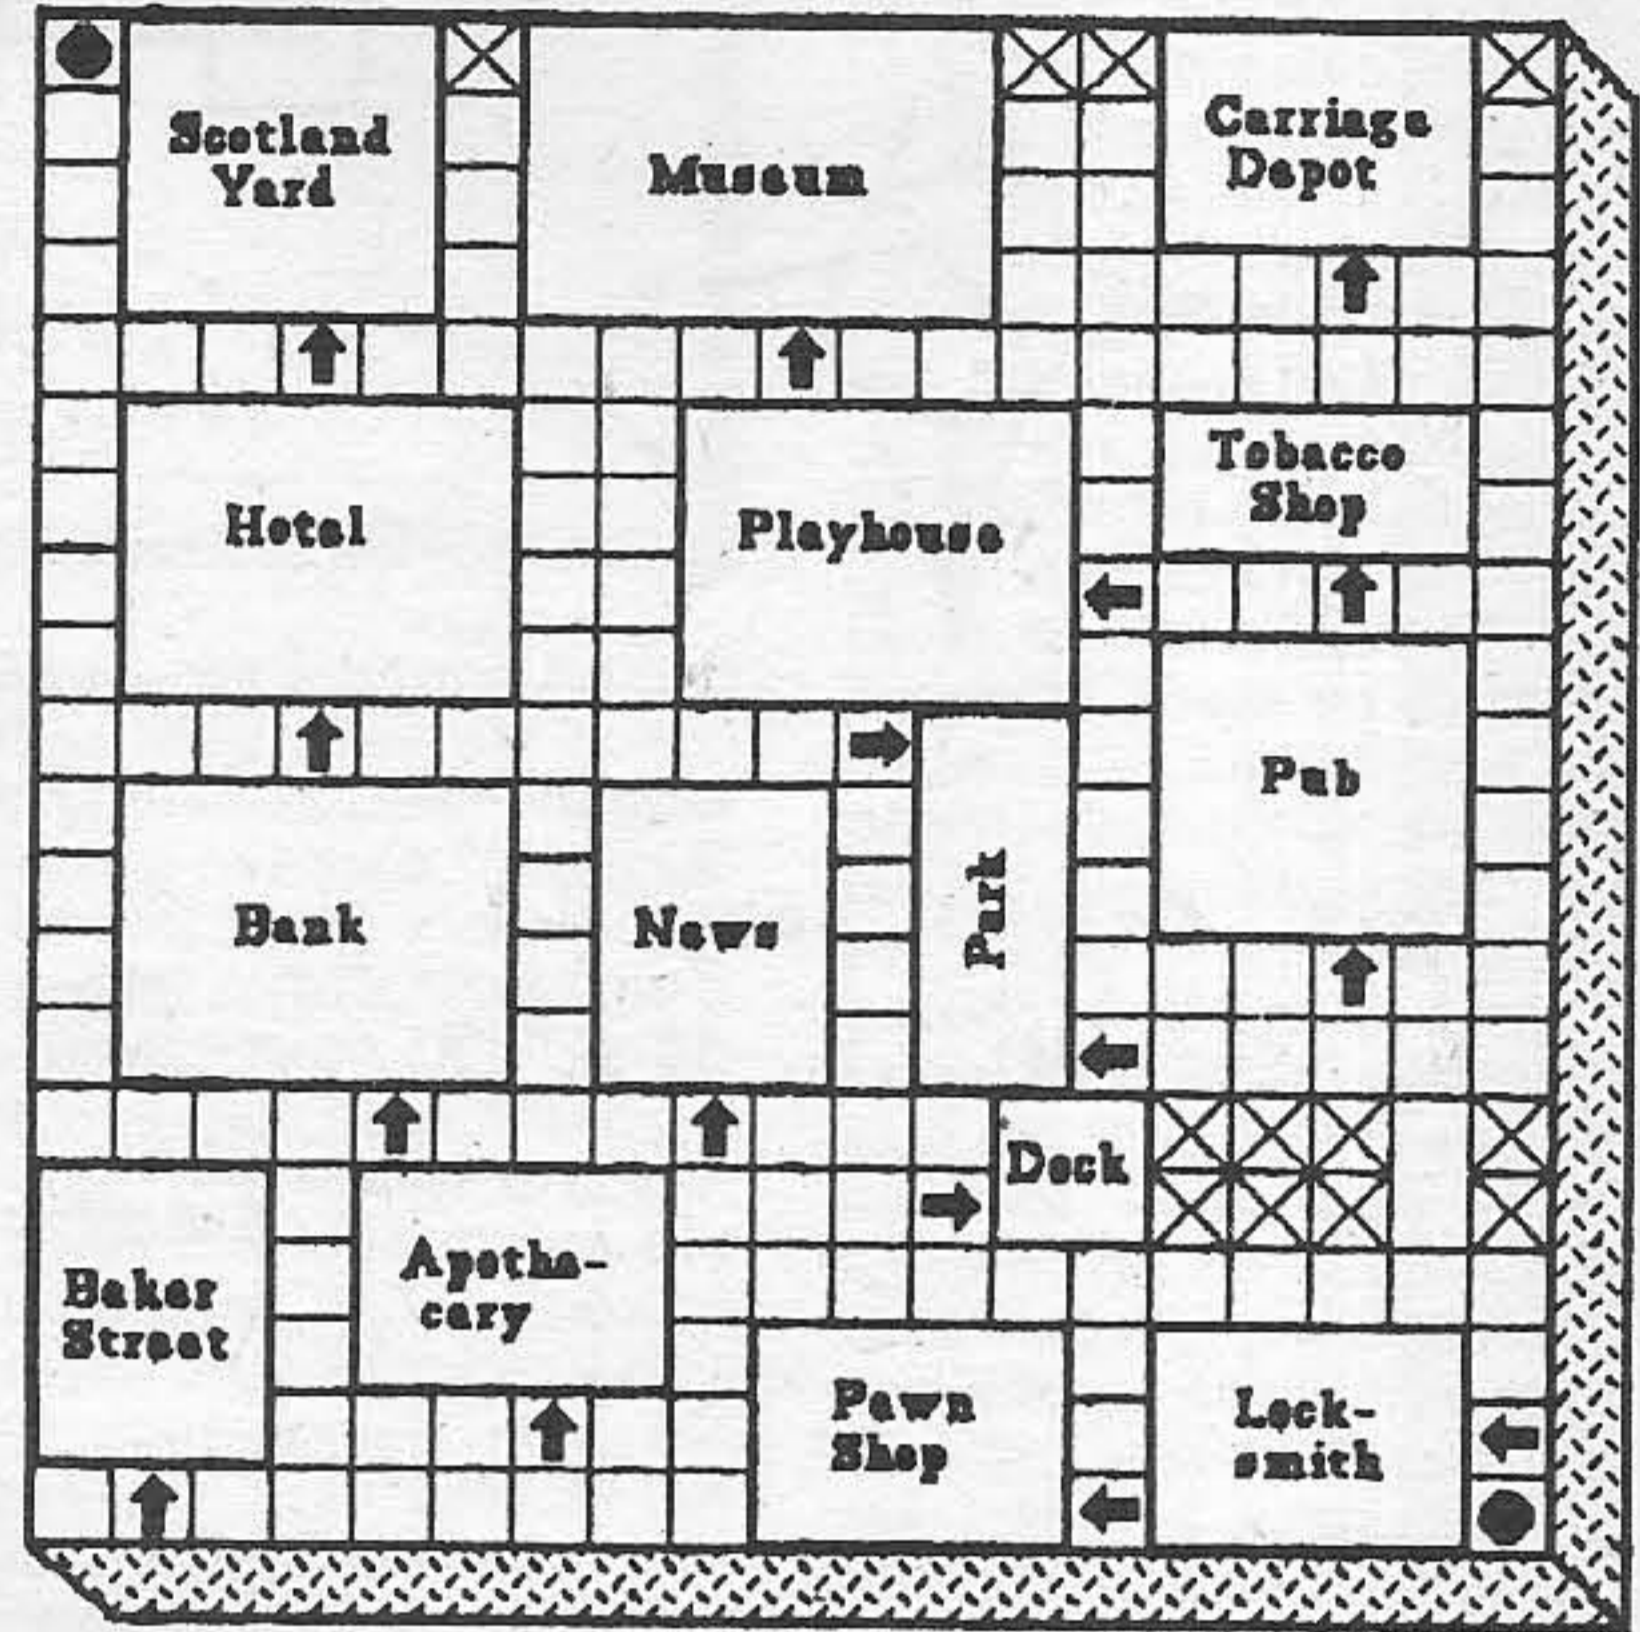 Scotland
Yard
Museum
Carriage
Depot
Hotel
Playhouse
Tobacco
Shop
Bank
News
Park
Pub
Baker
Street
Apothe-
cary
Dock
Pawn
Shop
Lock-
smith